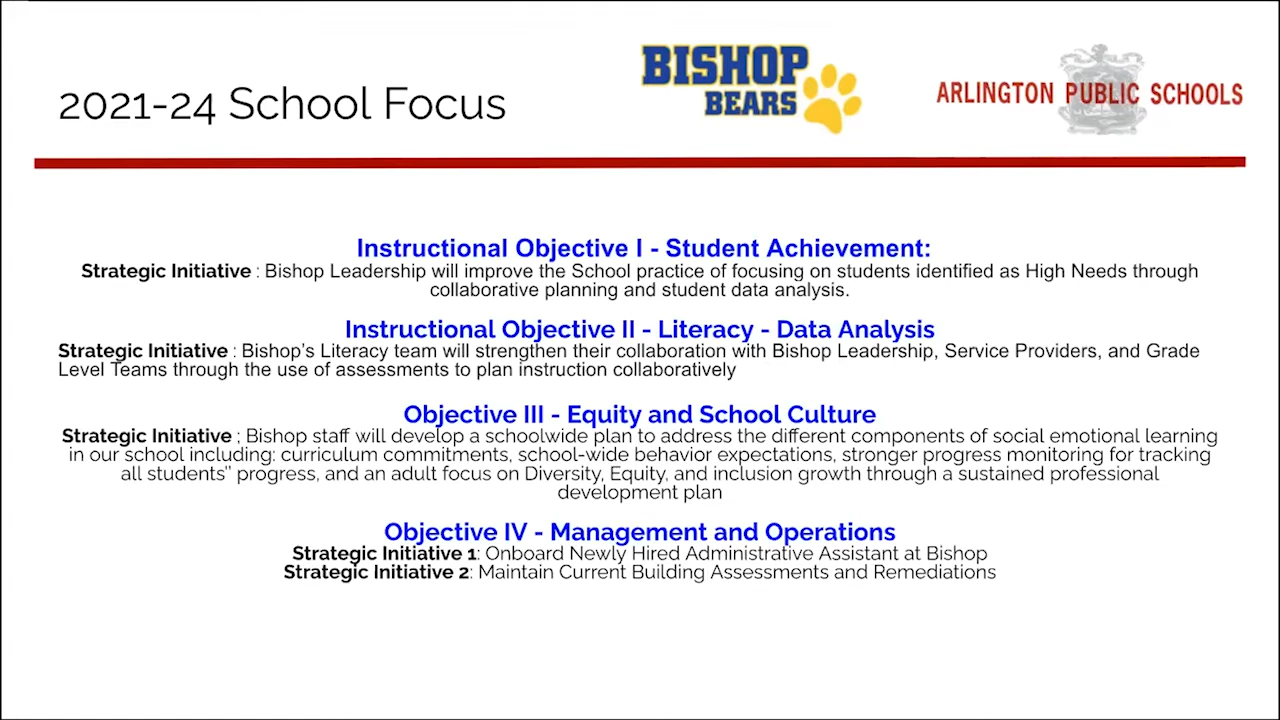 2021-24 School Focus
BISHOP
BEARS
ARLINGTON PUBLIC SCHOOLS
Instructional Objective I - Student Achievement:
Strategic Initiative : Bishop Leadership will improve the School practice of focusing on students identified as High Needs through
collaborative planning and student data analysis.
Instructional Objective II - Literacy - Data Analysis
Strategic Initiative : Bishop's Literacy team will strengthen their collaboration with Bishop Leadership, Service Providers, and Grade
Level Teams through the use of assessments to plan instruction collaboratively
Objective III - Equity and School Culture
Strategic Initiative : Bishop staff will develop a schoolwide plan to address the different components of social emotional learning
in our school including: curriculum commitments, school-wide behavior expectations, stronger progress monitoring for tracking
all students'' progress, and an adult focus on Diversity, Equity, and inclusion growth through a sustained professional
development plan
Objective IV - Management and Operations
Strategic Initiative 1: Onboard Newly Hired Administrative Assistant at Bishop
Strategic Initiative 2: Maintain Current Building Assessments and Remediations